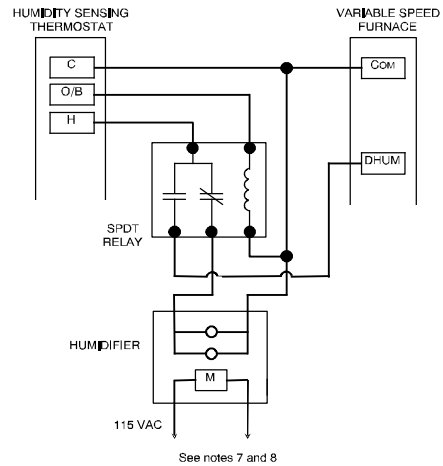 HUMIDITY SENSING
THERMOSTAT
VARIABLE SPEED
FURNACE
C
COM
O/B
H
DHUM
SPDT
RELAY
HUMIDIFIER
M
115 VAC
See notes 7 and 8